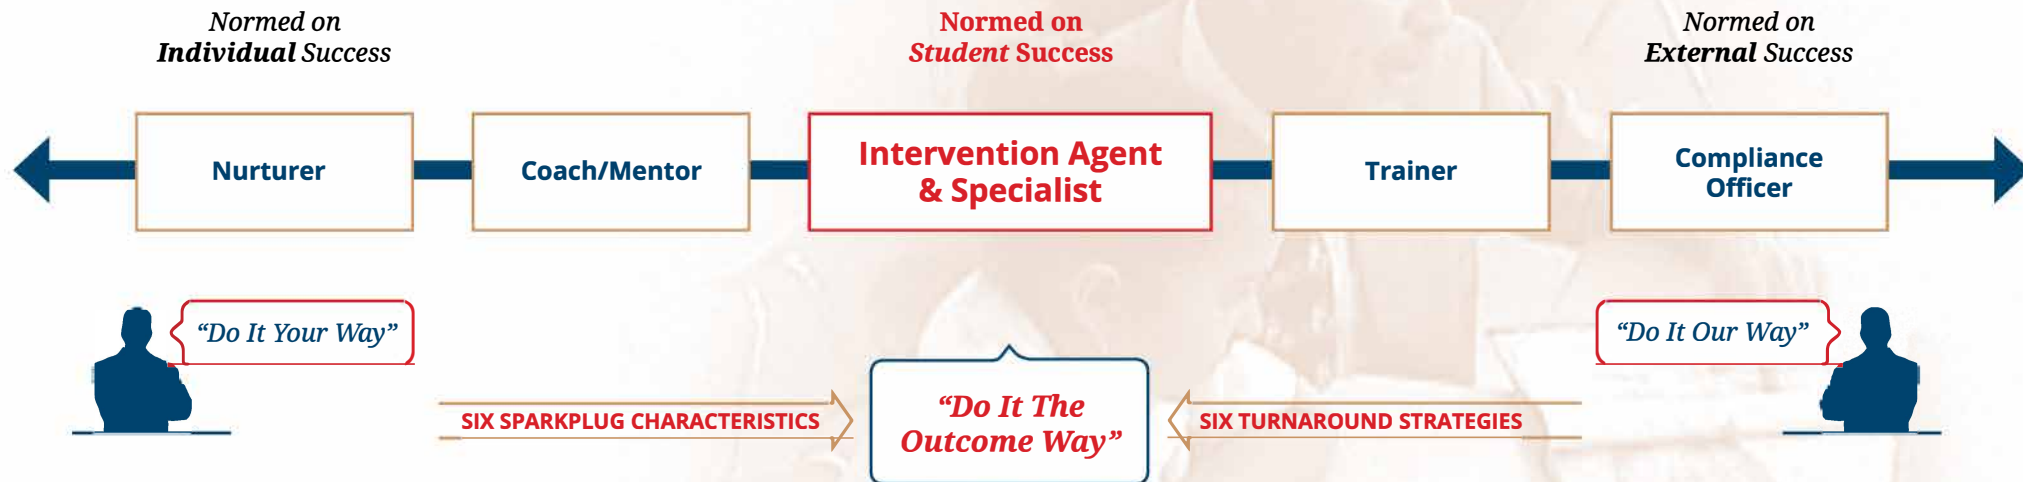 Normed on
Individual Success
Normed on
Student Success
Normed on
External Success
Nurturer
Coach/Mentor
Intervention Agent
& Specialist
Trainer
Compliance
Officer
“Do It Your Way”
“Do It Our Way”
SIX SPARKPLUG CHARACTERISTICS
“Do It The
Outcome Way”
SIX TURNAROUND STRATEGIES